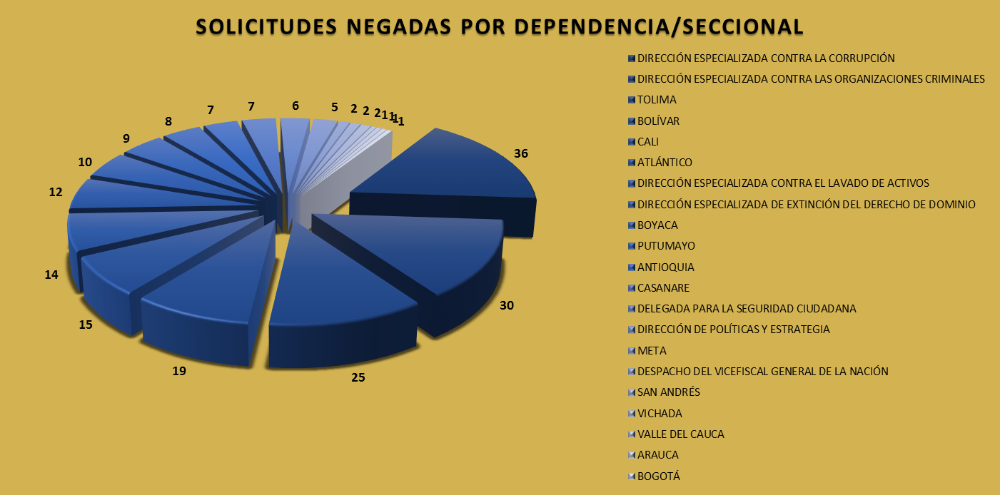 SOLICITUDES NEGADAS POR DEPENDENCIA/SECCIONAL
36
30
25
19
15
14
12
10
9
8
7
7
6
5
2
2
2
1
1
1
1
DIRECCIÓN ESPECIALIZADA CONTRA LA CORRUPCIÓN
DIRECCIÓN ESPECIALIZADA CONTRA LAS ORGANIZACIONES CRIMINALES
TOLIMA
BOLÍVAR
CALI
ATLÁNTICO
DIRECCIÓN ESPECIALIZADA CONTRA EL LAVADO DE ACTIVOS
DIRECCIÓN ESPECIALIZADA DE EXTINCIÓN DEL DERECHO DE DOMINIO
BOYACA
PUTUMAYO
ANTIOQUIA
CASANARE
DELEGADA PARA LA SEGURIDAD CIUDADANA
DIRECCIÓN DE POLÍTICAS Y ESTRATEGIA
META
DESPACHO DEL VICEFISCAL GENERAL DE LA NACIÓN
SAN ANDRÉS
VICHADA
VALLE DEL CAUCA
ARAUCA
BOGOTÁ